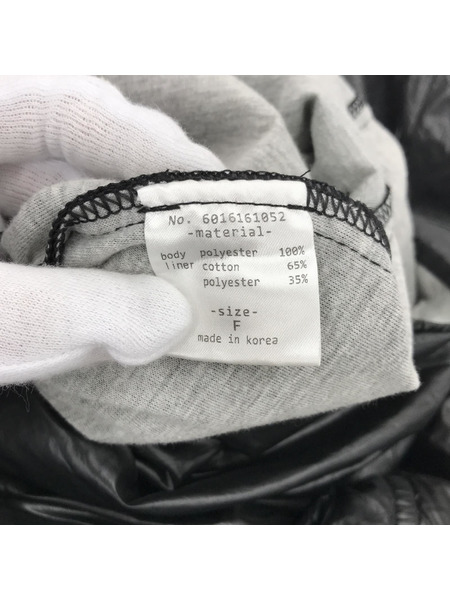 No. 6016161052
-material-
body polyester 100%
liner cotton 65%
polyester 35%
-size-
F
made in korea